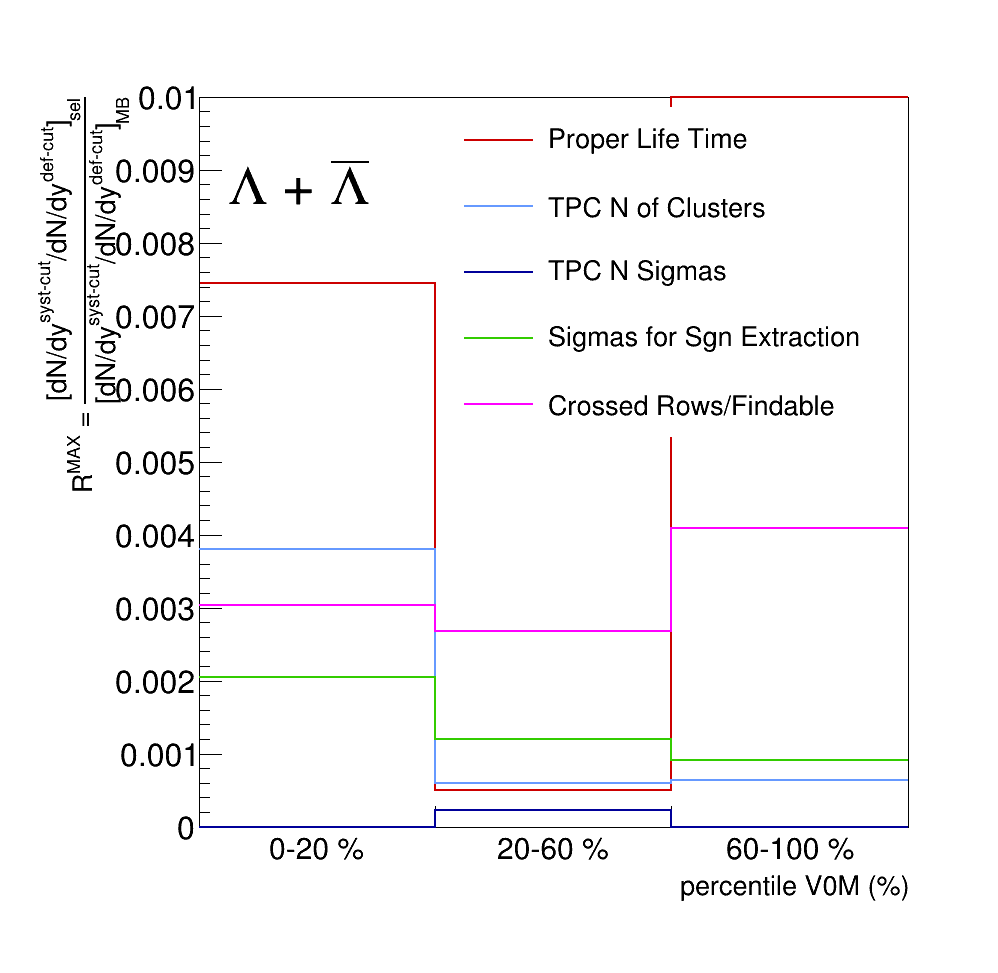 R^MAX = [dN/dy^syst-cut/dN/dy^def-cut]_sel
[dN/dy^syst-cut/dN/dy^def-cut]_MB
0.01
0.009
0.008
0.007
0.006
0.005
0.004
0.003
0.002
0.001
0
Λ + Λ̅
Proper Life Time
TPC N of Clusters
TPC N Sigmas
Sigmas for Sgn Extraction
Crossed Rows/Findable
0-20 %
20-60 %
60-100 %
percentile V0M (%)